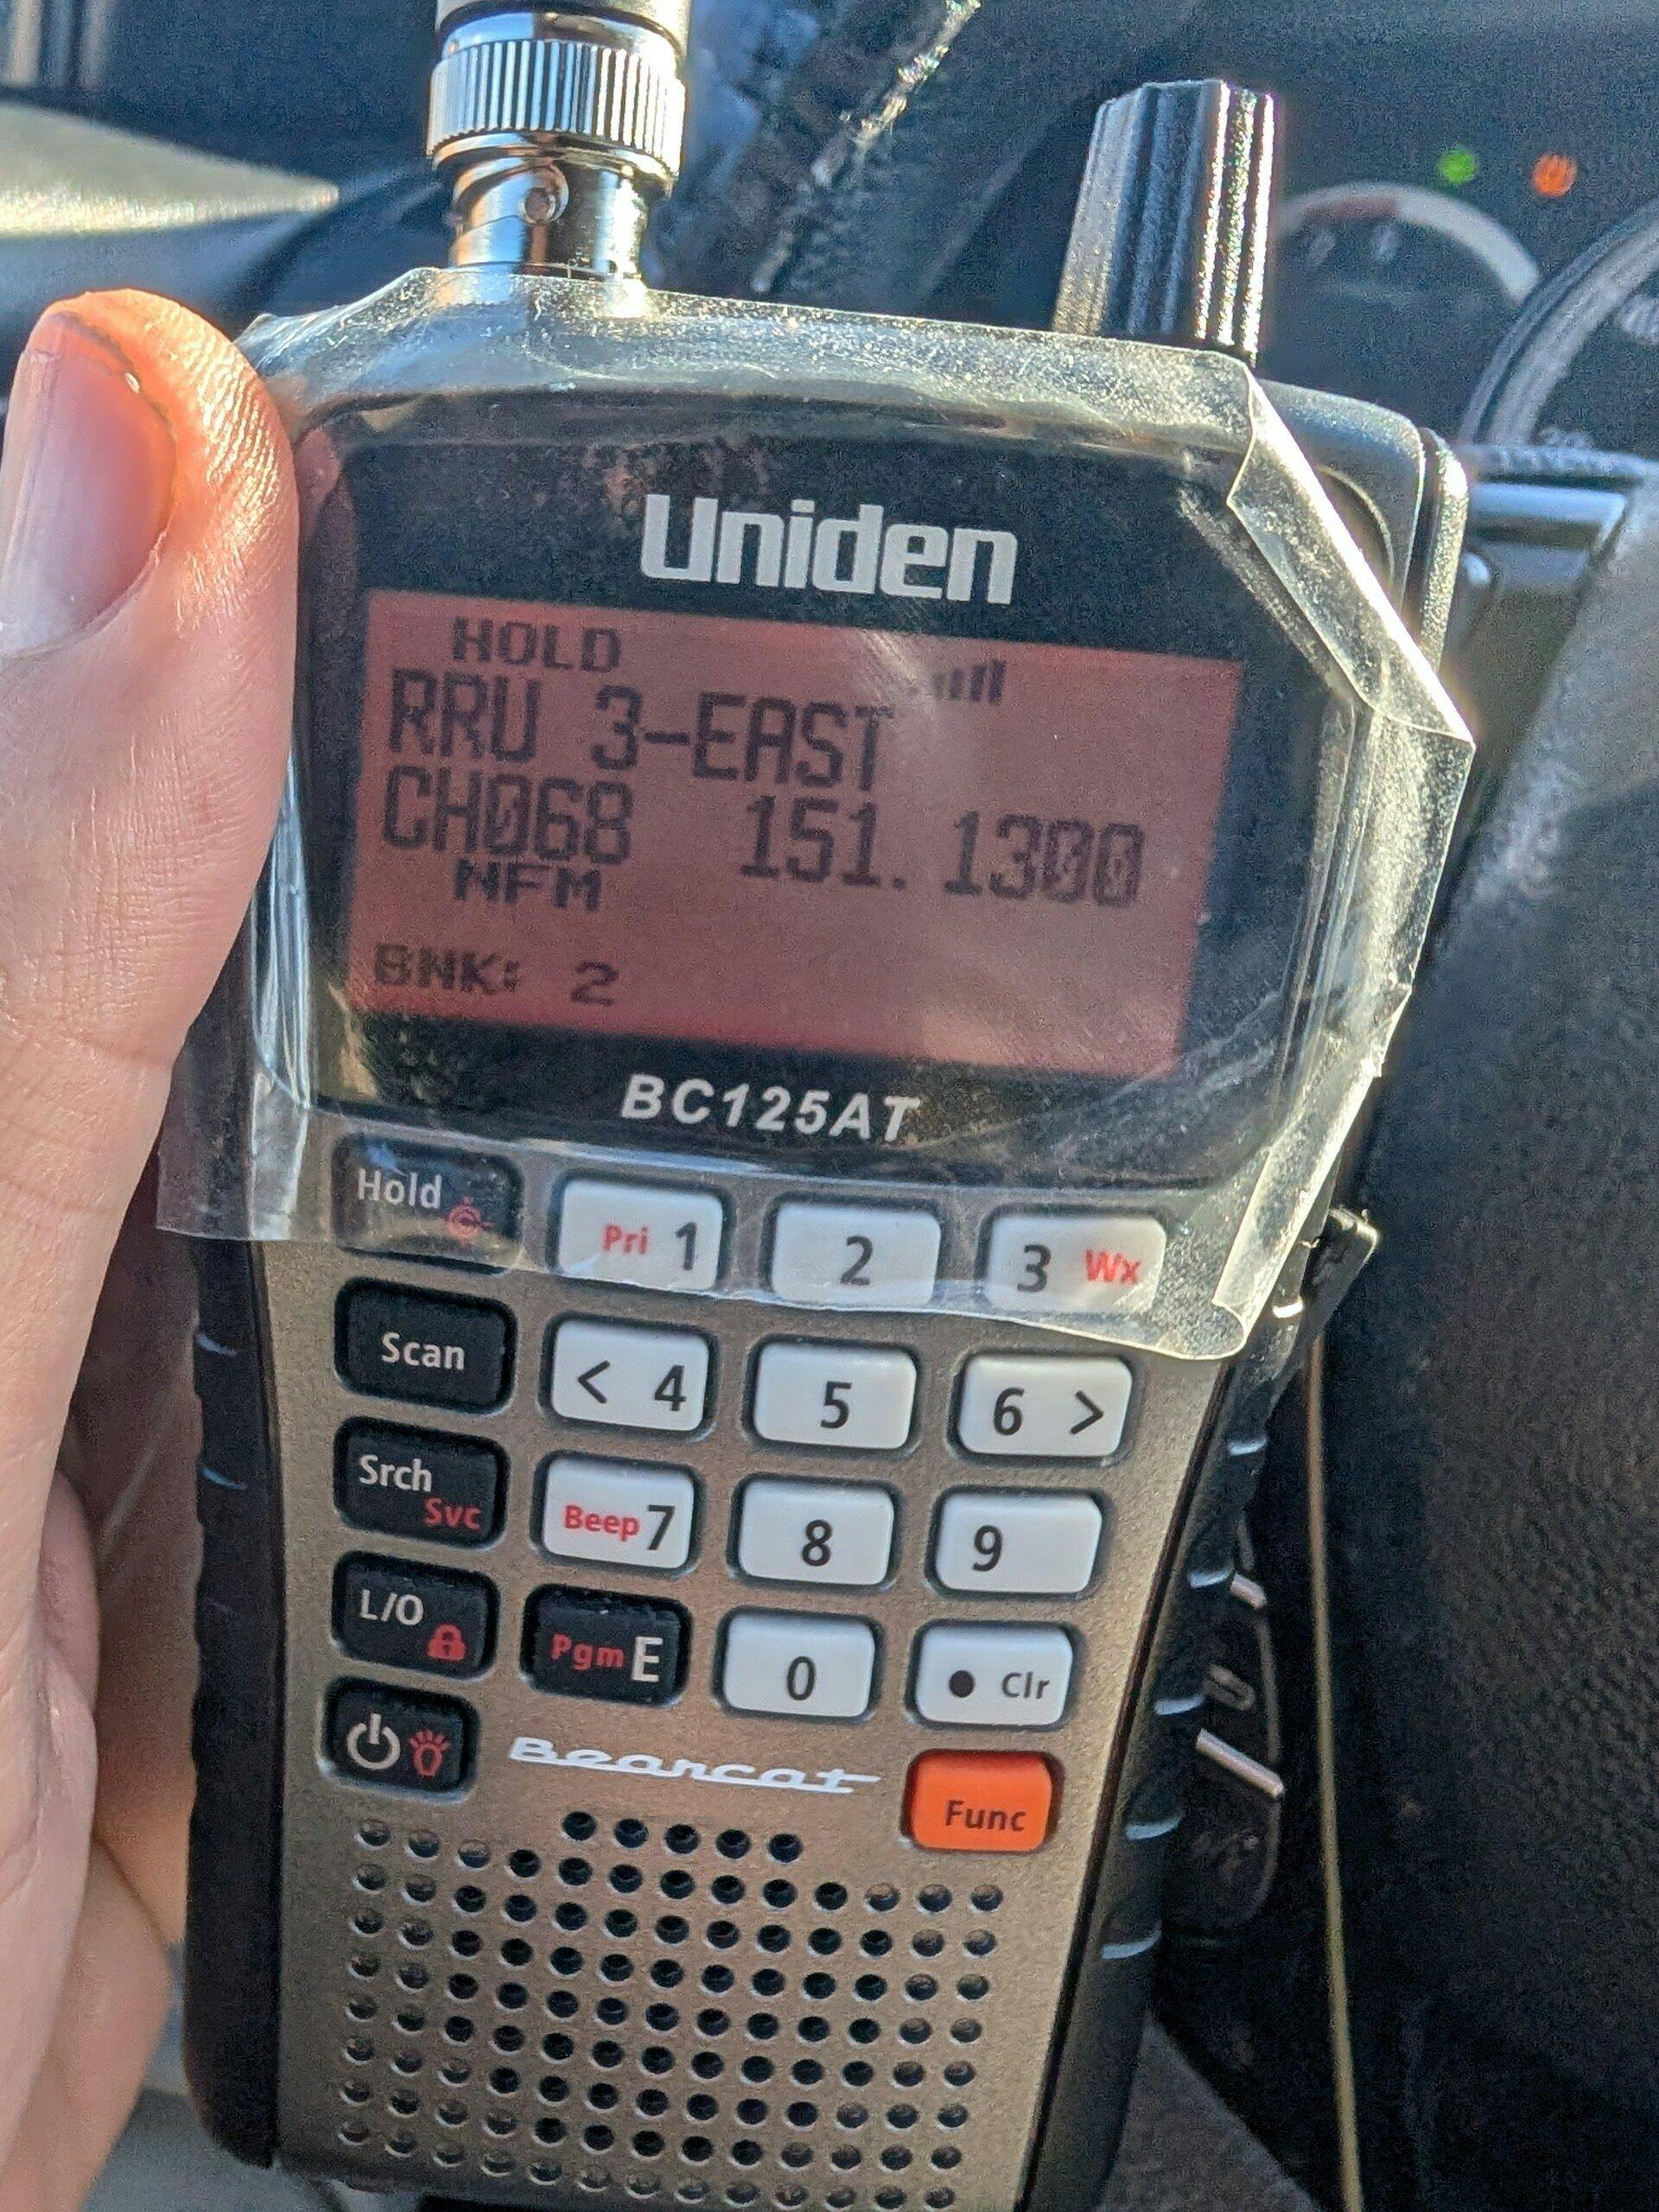 Uniden
HOLD
RRU 3-EAST
CH068 151.1300
NFM
BNK: 2
BC125AT
Hold Pri 1 2 3 Wx
Scan < 4 5 6 >
Srch Svc Beep 7 8 9
L/O Pgm E 0 • Clr
Bearcat
Func